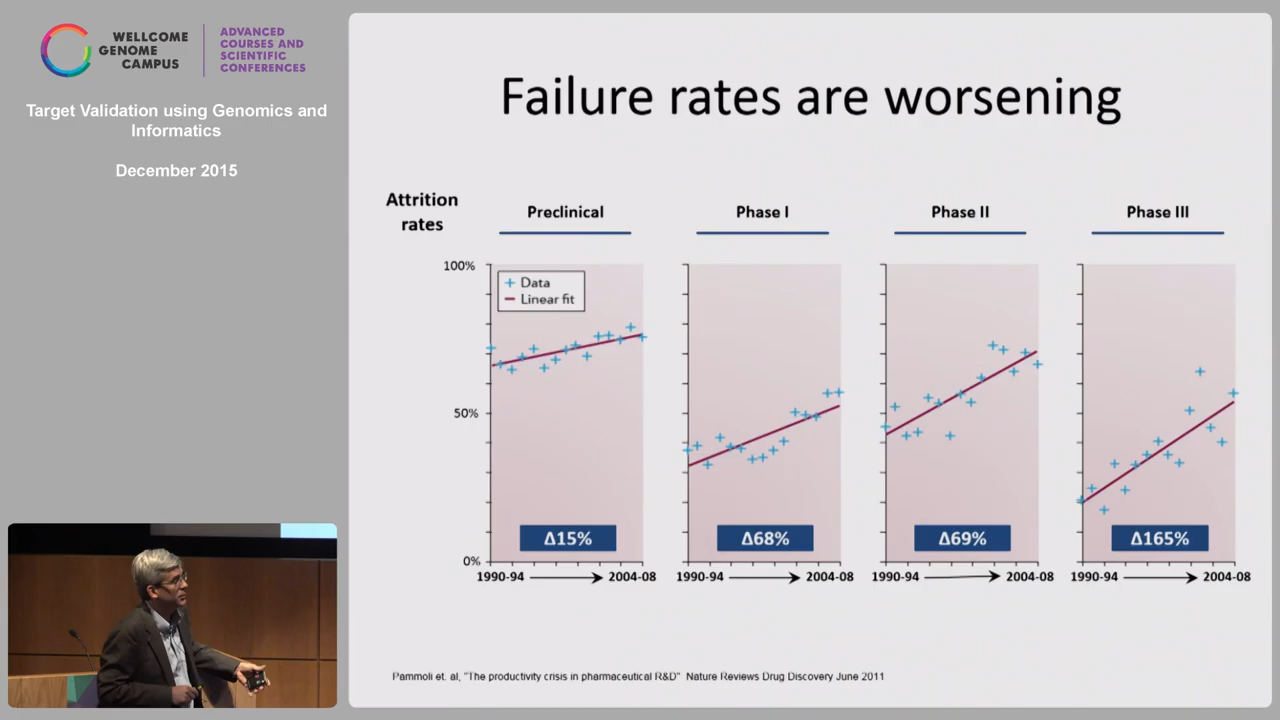 WELLCOME
GENOME
CAMPUS
ADVANCED
COURSES AND
SCIENTIFIC
CONFERENCES
Target Validation using Genomics and
Informatics
December 2015
Failure rates are worsening
Attrition
rates
Preclinical
Phase I
Phase II
Phase III
100%
50%
0%
Data
Linear fit
Δ15%
Δ68%
Δ69%
Δ165%
1990-94
2004-08
1990-94
2004-08
1990-94
2004-08
1990-94
2004-08
Pammoli et. al, "The productivity crisis in pharmaceutical R&D" Nature Reviews Drug Discovery June 2011